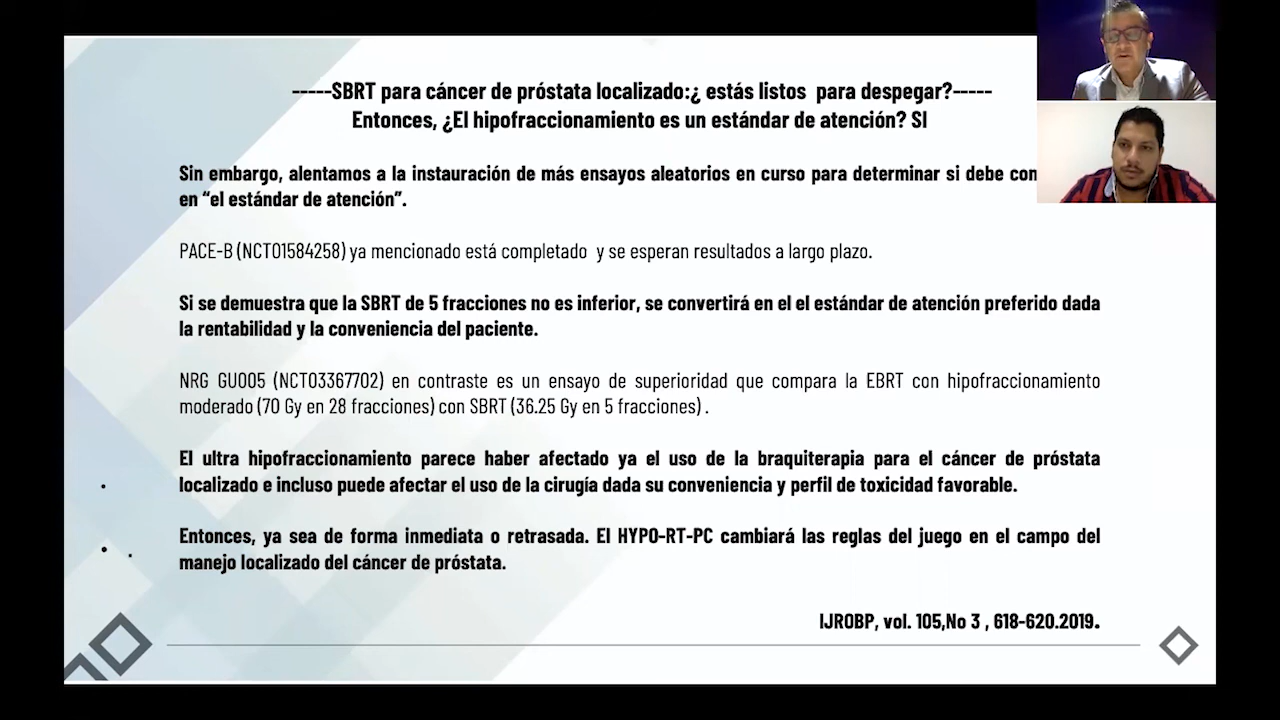 -----SBRT para cáncer de próstata localizado:¿ estás listos para despegar?-----
Entonces, ¿El hipofraccionamiento es un estándar de atención? SI
Sin embargo, alentamos a la instauración de más ensayos aleatorios en curso para determinar si debe
en “el estándar de atención”.
PACE-B (NCT01584258) ya mencionado está completado y se esperan resultados a largo plazo.
Si se demuestra que la SBRT de 5 fracciones no es inferior, se convertirá en el el estándar de atención preferido dada
la rentabilidad y la conveniencia del paciente.
NRG GU005 (NCT03367702) en contraste es un ensayo de superioridad que compara la EBRT con hipofraccionamiento
moderado (70 Gy en 28 fracciones) con SBRT (36.25 Gy en 5 fracciones) .
El ultra hipofraccionamiento parece haber afectado ya el uso de la braquiterapia para el cáncer de próstata
localizado e incluso puede afectar el uso de la cirugía dada su conveniencia y perfil de toxicidad favorable.
Entonces, ya sea de forma inmediata o retrasada. El HYPO-RT-PC cambiará las reglas del juego en el campo del
manejo localizado del cáncer de próstata.
IJROBP, vol. 105,No 3 , 618-620.2019.